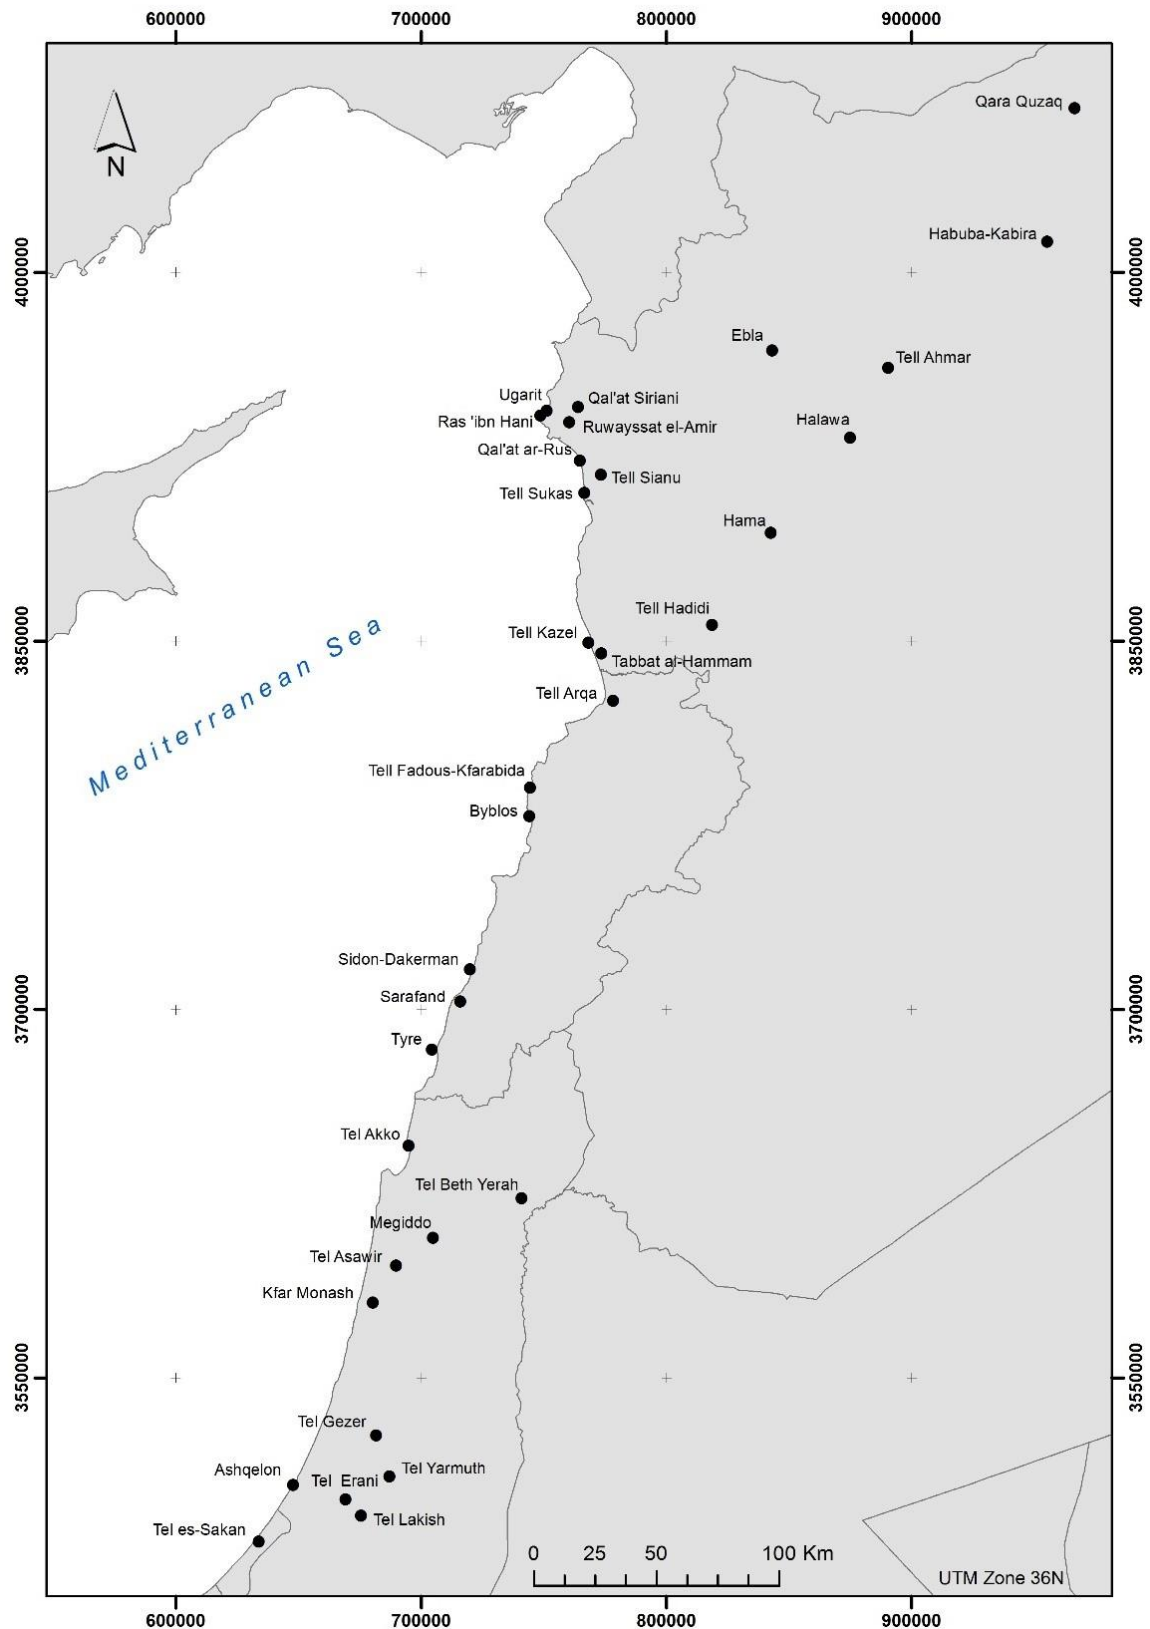 600000 700000 800000 900000
Qara Quzaq
N
Habuba-Kabira
4000000 4000000
Ebla
Tell Ahmar
Ugarit Qal'at Siriani
Ras 'ibn Hani Ruwayssat el-Amir Halawa
Qal'at ar-Rus
Tell Sianu
Tell Sukas
Hama
Tell Hadidi
3850000 3850000
Tell Kazel
Tabbat al-Hammam
Mediterranean Sea
Tell Arqa
Tell Fadous-Kfarabida
Byblos
Sidon-Dakerman
Sarafand
3700000 3700000
Tyre
Tel Akko
Tel Beth Yerah
Megiddo
Tel Asawir
Kfar Monash
3550000 3550000
Tel Gezer
Ashqelon
Tel Yarmuth
Tel Erani
Tel Lakish
Tel es-Sakan
0 25 50 100 Km
UTM Zone 36N
600000 700000 800000 900000